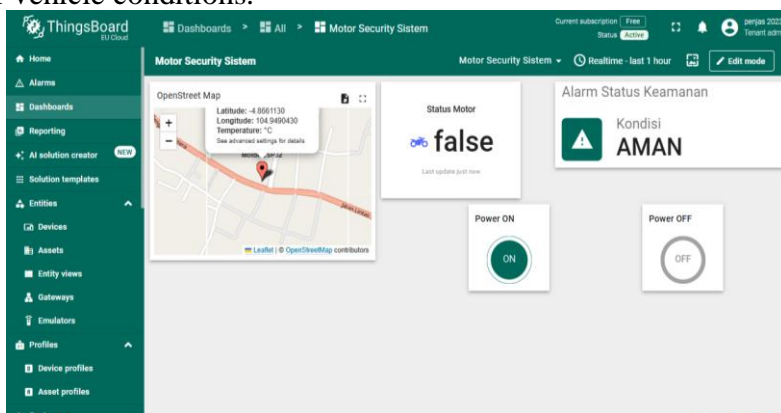 vehicle conditions.
ThingsBoard
EU Cloud
Dashboards > All > Motor Security Sistem
Current subscription Free
Status Active
perjas 2023
Tenant adm
Home
Alarms
Dashboards
Reporting
AI solution creator NEW
Solution templates
Entities
Devices
Assets
Entity views
Gateways
Emulators
Profiles
Device profiles
Asset profiles
Motor Security Sistem
Motor Security Sistem
Realtime - last 1 hour
Edit mode
OpenStreet Map
Latitude: -4.8661130
Longitude: 104.9490430
Temperature: °C
See advanced settings for details
+
−
Jalan Lintas
Leaflet | © OpenStreetMap contributors
Status Motor
false
Last update just now
Alarm Status Keamanan
Kondisi
AMAN
Power ON
ON
Power OFF
OFF